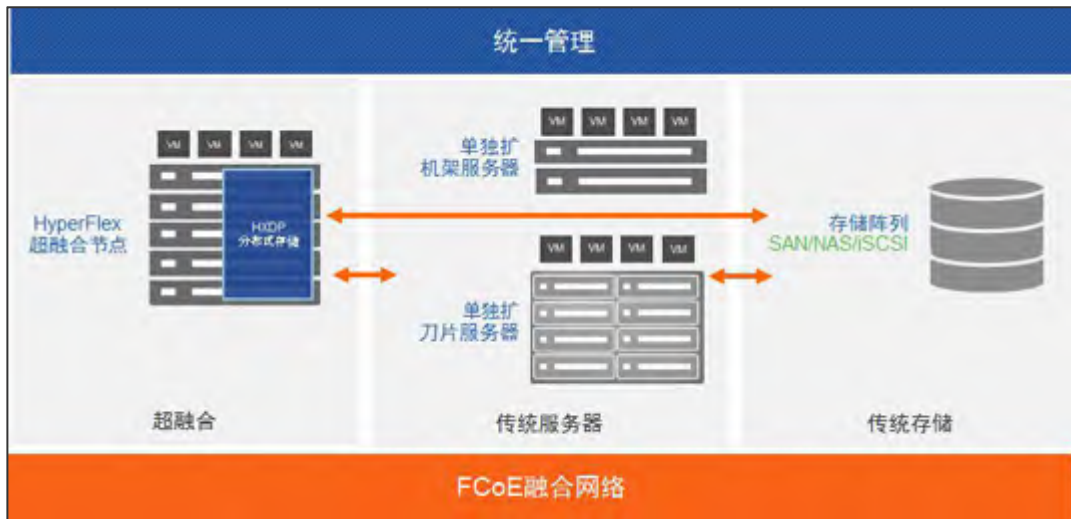 统一管理
VM VM VM VM
HyperFlex
超融合节点
HXDP
分布式存储
超融合
VM VM VM VM
单独扩
机架服务器
VM VM VM VM
单独扩
刀片服务器
传统服务器
存储阵列
SAN/NAS/iSCSI
传统存储
FCoE融合网络